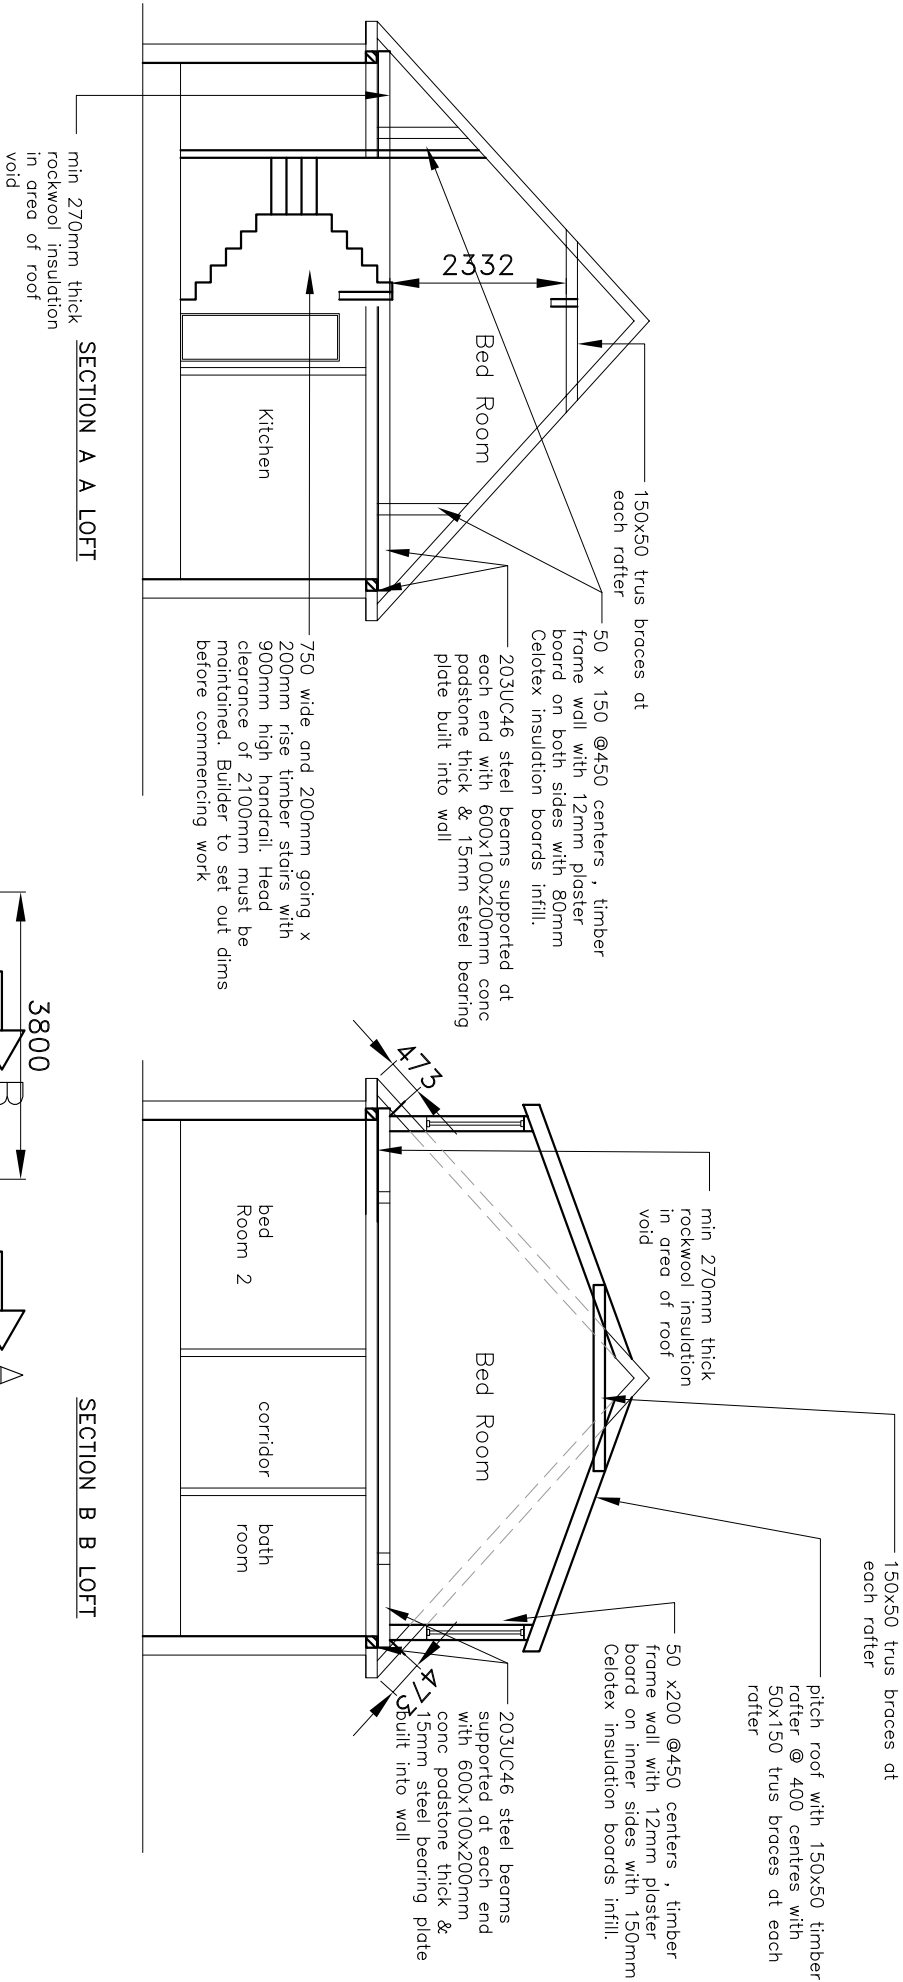 150x50 trus braces at
each rafter
50 x 150 @450 centers , timber
frame wall with 12mm plaster
board on both sides with 80mm
Celotex insulation boards infill.
203UC46 steel beams supported at
each end with 600x100x200mm conc
padstone thick & 15mm steel bearing
plate built into wall
750 wide and 200mm going x
200mm rise timber stairs with
900mm high handrail. Head
clearance of 2100mm must be
maintained. Builder to set out dims
before commencing work
2332
Bed Room
Kitchen
min 270mm thick
rockwool insulation
in area of roof
void
SECTION A A LOFT
150x50 trus braces at
each rafter
pitch roof with 150x50 timber
rafter @ 400 centres with
50x150 trus braces at each
rafter
min 270mm thick
rockwool insulation
in area of roof
void
50 x200 @450 centers , timber
frame wall with 12mm plaster
board on inner sides with 150mm
Celotex insulation boards infill.
203UC46 steel beams
supported at each end
with 600x100x200mm
conc padstone thick &
15mm steel bearing plate
built into wall
473
473
Bed Room
bed
Room 2
corridor
bath
room
SECTION B B LOFT
3800
B
A